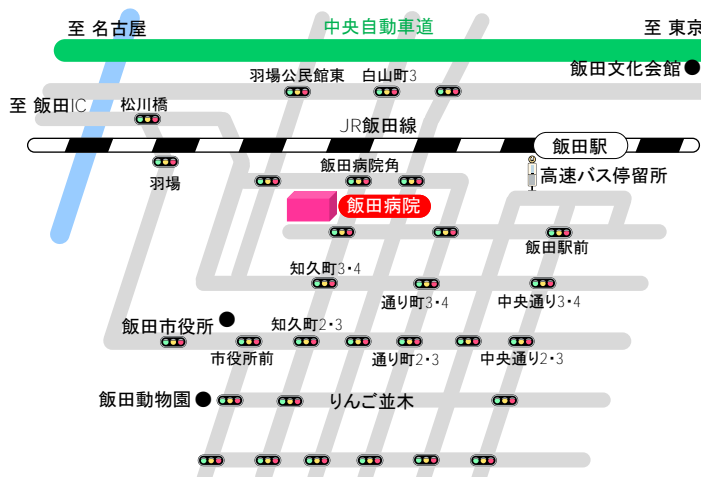 至 名古屋
中央自動車道
至 東京
羽場公民館東
白山町3
飯田文化会館
至 飯田IC
松川橋
JR飯田線
飯田駅
羽場
飯田病院角
高速バス停留所
飯田病院
飯田駅前
知久町3・4
通り町3・4
中央通り3・4
飯田市役所
知久町2・3
市役所前
通り町2・3
中央通り2・3
飯田動物園
りんご並木